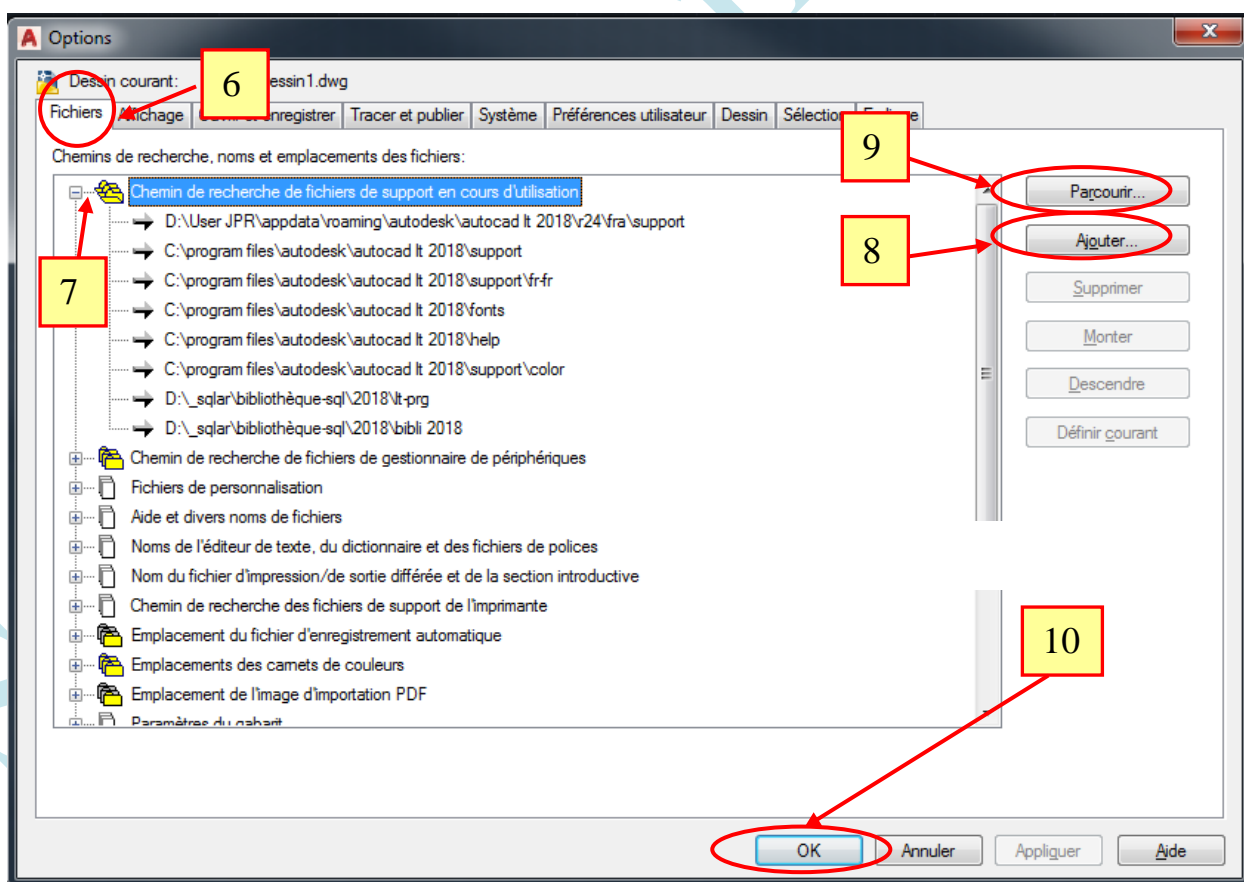 Options
Dessin courant: essin1.dwg
6
Fichiers Affichage enregistrer Tracer et publier Système Préférences utilisateur Dessin Sélection
Chemins de recherche, noms et emplacements des fichiers:
9
Chemin de recherche de fichiers de support en cours d'utilisation
Parcourir...
D:\User JPR\appdata\roaming\autodesk\autocad lt 2018\r24\fra\support
8
Ajouter...
C:\program files\autodesk\autocad lt 2018\support
7
C:\program files\autodesk\autocad lt 2018\support\fr-fr
Supprimer
C:\program files\autodesk\autocad lt 2018\fonts
C:\program files\autodesk\autocad lt 2018\help
Monter
C:\program files\autodesk\autocad lt 2018\support\color
Descendre
D:\_sqlar\bibliothèque-sql\2018\lt-prg
D:\_sqlar\bibliothèque-sql\2018\bibli 2018
Définir courant
Chemin de recherche de fichiers de gestionnaire de périphériques
Fichiers de personnalisation
Aide et divers noms de fichiers
Noms de l'éditeur de texte, du dictionnaire et des fichiers de polices
Nom du fichier d'impression/de sortie différée et de la section introductive
Chemin de recherche des fichiers de support de l'imprimante
Emplacement du fichier d'enregistrement automatique
10
Emplacements des carnets de couleurs
Emplacement de l'image d'importation PDF
Paramètres du gabarit
OK Annuler Appliquer Aide